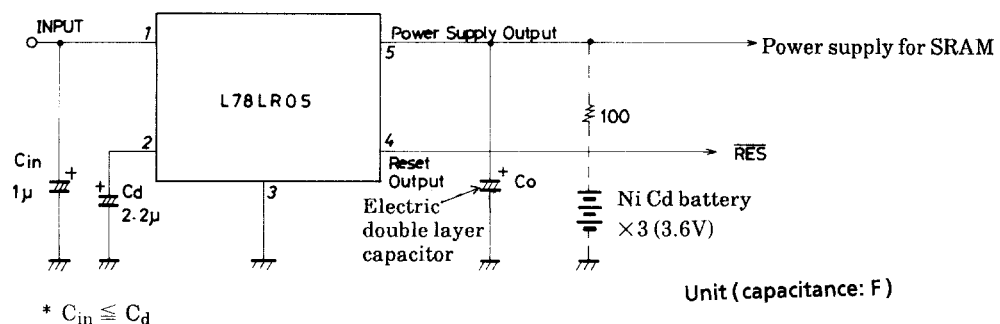 INPUT
1
Power Supply Output
5
Power supply for SRAM
L78LR05
100
2
4
RES
Reset
Output
Cin
1μ
+
+
Cd
2.2μ
3
+
Co
Electric
double layer
capacitor
Ni Cd battery
×3 (3.6V)
Unit (capacitance: F)
* Cin ≦ Cd